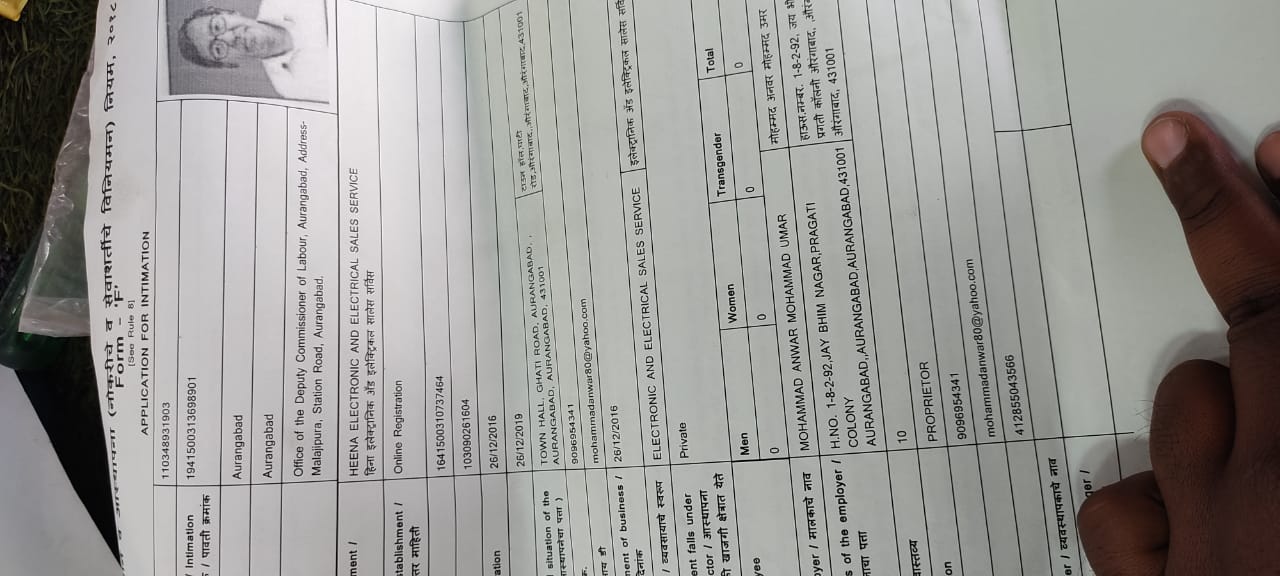 आस्थापना (नोकरीचे व सेवाशर्तीचे विनियमन) नियम, २०१८
Form - 'F'
[See Rule 8]
APPLICATION FOR INTIMATION
110348931903
/ Intimation
/ पावती क्रमांक
194150031369​8901
Aurangabad
Aurangabad
Office of the Deputy Commissioner of Labour, Aurangabad, Address-
Malajipura, Station Road, Aurangabad.
ment /
HEENA ELECTRONIC AND ELECTRICAL SALES SERVICE
हिना इलेक्ट्रानिक अँड इलेक्ट्रिकल सालेस सर्विस
stablishment /
तर माहिती
Online Registration
1641500310737464
103090261604
26/12/2016
ation
26/12/2019
situation of the
स्थापनेचा पत्ता )
TOWN HALL, GHATI ROAD, AURANGABAD, ,
AURANGABAD, AURANGABAD, 431001
टाउन हॉल,घाटी
रोड,औरंगाबाद,,औरंगाबाद,औरंगाबाद,431001
9096954341
ाय डी
mohammadanwar80@yahoo.com
ment of business /
दिनांक
26/12/2016
/ व्यवसायाचे स्वरूप
ELECTRONIC AND ELECTRICAL SALES SERVICE
इलेक्ट्रानिक अँड इलेक्ट्रिकल सालेस सर्वि
ent falls under
ctor / आस्थापना
ी खाजगी क्षेत्रात येते
Private
yee
Men
Women
Transgender
Total
0
0
0
0
oyer / मालकाचे नाव
MOHAMMAD ANWAR MOHAMMAD UMAR
मोहम्मद अनवर मोहम्मद उमर
s of the employer /
ाचा पत्ता
H.NO. 1-8-2-92,JAY BHIM NAGAR,PRAGATI
COLONY
AURANGABAD,,AURANGABAD,AURANGABAD,431001
हाऊस.नम्बर. 1-8-2-92, जय भी
प्रगती कॉलनी औरंगाबाद, ,औरं
औरंगाबाद, 431001
वास्तव्य
10
PROPRIETOR
on
9096954341
mohammadanwar80@yahoo.com
412855043566
er / व्यवस्थापकाचे नाव
ger /